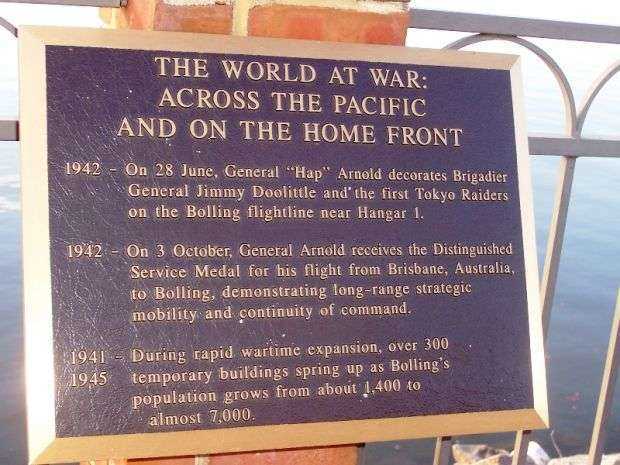 THE WORLD AT WAR:
ACROSS THE PACIFIC
AND ON THE HOME FRONT
1942 - On 28 June, General "Hap" Arnold decorates Brigadier
General Jimmy Doolittle and the first Tokyo Raiders
on the Bolling flightline near Hangar 1.
1942 - On 3 October, General Arnold receives the Distinguished
Service Medal for his flight from Brisbane, Australia,
to Bolling, demonstrating long-range strategic
mobility and continuity of command.
1941 - During rapid wartime expansion, over 300
1945 temporary buildings spring up as Bolling's
population grows from about 1,400 to
almost 7,000.